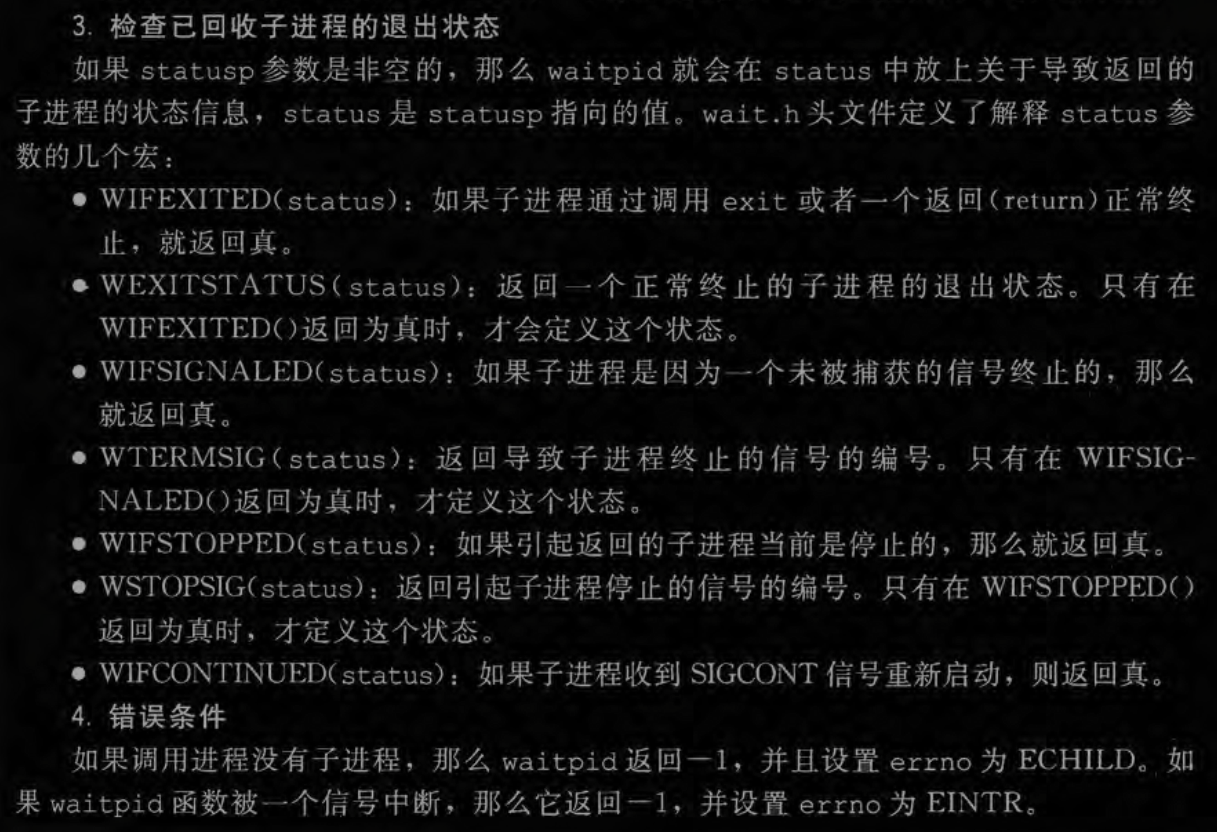 3. 检查已回收子进程的退出状态
如果 statusp 参数是非空的，那么 waitpid 就会在 status 中放上关于导致返回的
子进程的状态信息，status 是 statusp 指向的值。wait.h 头文件定义了解释 status 参
数的几个宏：
● WIFEXITED(status)：如果子进程通过调用 exit 或者一个返回(return)正常终
止，就返回真。
● WEXITSTATUS(status)：返回一个正常终止的子进程的退出状态。只有在
WIFEXITED()返回为真时，才会定义这个状态。
● WIFSIGNALED(status)：如果子进程是因为一个未被捕获的信号终止的，那么
就返回真。
● WTERMSIG(status)：返回导致子进程终止的信号的编号。只有在 WIFSIG-
NALED()返回为真时，才定义这个状态。
● WIFSTOPPED(status)：如果引起返回的子进程当前是停止的，那么就返回真。
● WSTOPSIG(status)：返回引起子进程停止的信号的编号。只有在 WIFSTOPPED()
返回为真时，才定义这个状态。
● WIFCONTINUED(status)：如果子进程收到 SIGCONT 信号重新启动，则返回真。
4. 错误条件
如果调用进程没有子进程，那么 waitpid 返回－1，并且设置 errno 为 ECHILD。如
果 waitpid 函数被一个信号中断，那么它返回－1，并设置 errno 为 EINTR。